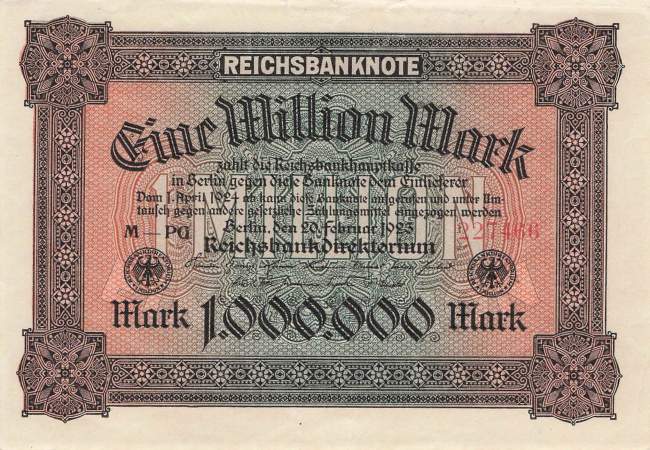 REICHSBANKNOTE
Eine Million Mark
zahlt die Reichsbankhauptkasse
in Berlin gegen diese Banknote dem Einlieferer
Vom 1. April 1924 ab kann diese Banknote aufgerufen und unter Um-
tausch gegen andere gesetzliche Zahlungsmittel eingezogen werden
Berlin, den 20. Februar 1923
M—PG
227466
Reichsbankdirektorium
Mark 1.000.000 Mark